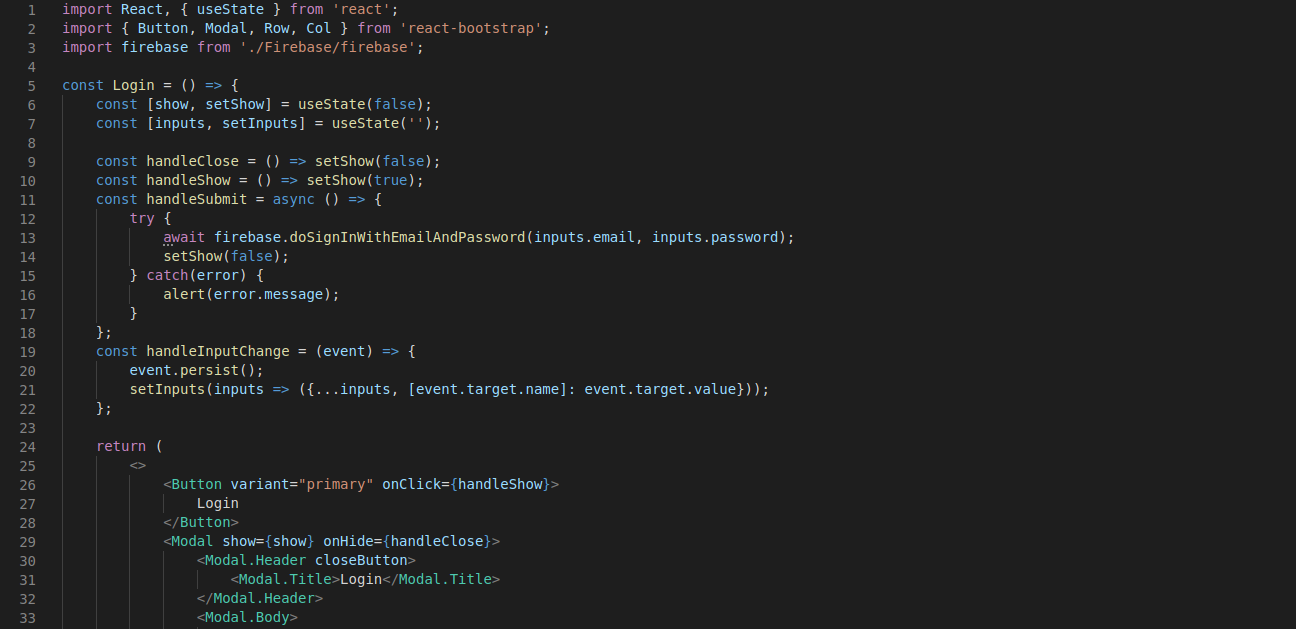 1 import React, { useState } from 'react';
2 import { Button, Modal, Row, Col } from 'react-bootstrap';
3 import firebase from './Firebase/firebase';
4
5 const Login = () => {
6     const [show, setShow] = useState(false);
7     const [inputs, setInputs] = useState('');
8
9     const handleClose = () => setShow(false);
10     const handleShow = () => setShow(true);
11     const handleSubmit = async () => {
12         try {
13             await firebase.doSignInWithEmailAndPassword(inputs.email, inputs.password);
14             setShow(false);
15         } catch(error) {
16             alert(error.message);
17         }
18     };
19     const handleInputChange = (event) => {
20         event.persist();
21         setInputs(inputs => ({...inputs, [event.target.name]: event.target.value}));
22     };
23
24     return (
25         <>
26             <Button variant="primary" onClick={handleShow}>
27                 Login
28             </Button>
29             <Modal show={show} onHide={handleClose}>
30                 <Modal.Header closeButton>
31                     <Modal.Title>Login</Modal.Title>
32                 </Modal.Header>
33                 <Modal.Body>